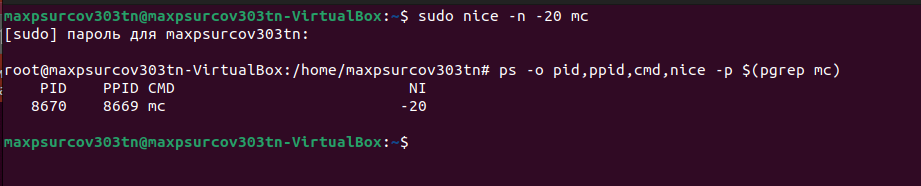 maxpsurcov303tn@maxpsurcov303tn-VirtualBox:~$ sudo nice -n -20 mc
[sudo] пароль для maxpsurcov303tn:
root@maxpsurcov303tn-VirtualBox:/home/maxpsurcov303tn# ps -o pid,ppid,cmd,nice -p $(pgrep mc)
PID PPID CMD NI
8670 8669 mc -20
maxpsurcov303tn@maxpsurcov303tn-VirtualBox:~$